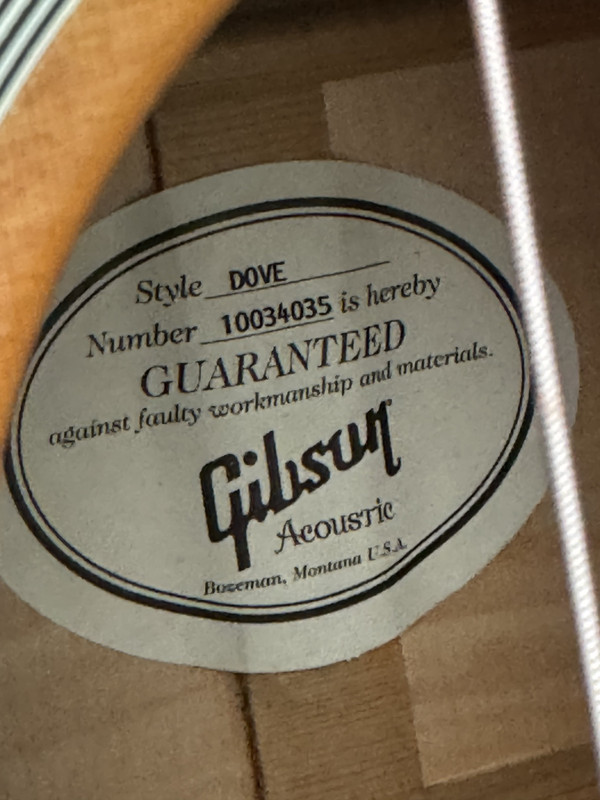 Style DOVE
Number 10034035 is hereby
GUARANTEED
against faulty workmanship and materials.
Gibson
Acoustic
Bozeman, Montana U.S.A.